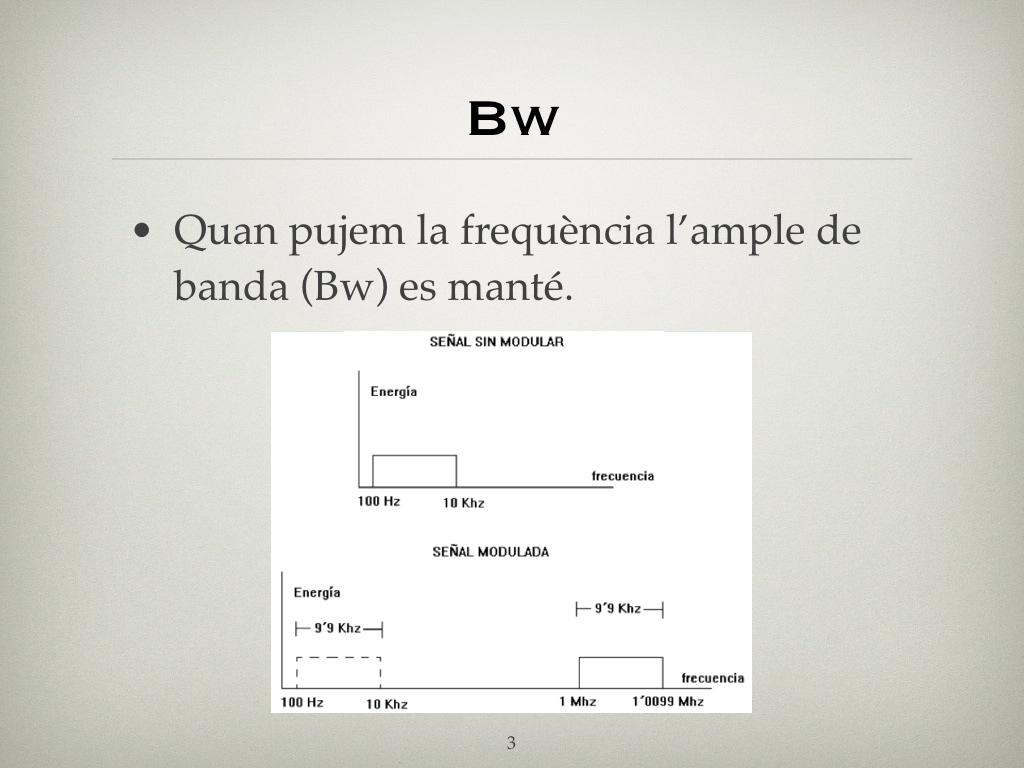 Bw
• Quan pujem la frequència l’ample de
banda (Bw) es manté.
SEÑAL SIN MODULAR
Energía
frecuencia
100 Hz 10 Khz
SEÑAL MODULADA
Energía
9´9 Khz
9´9 Khz
frecuencia
100 Hz 10 Khz 1 Mhz 1´0099 Mhz
3